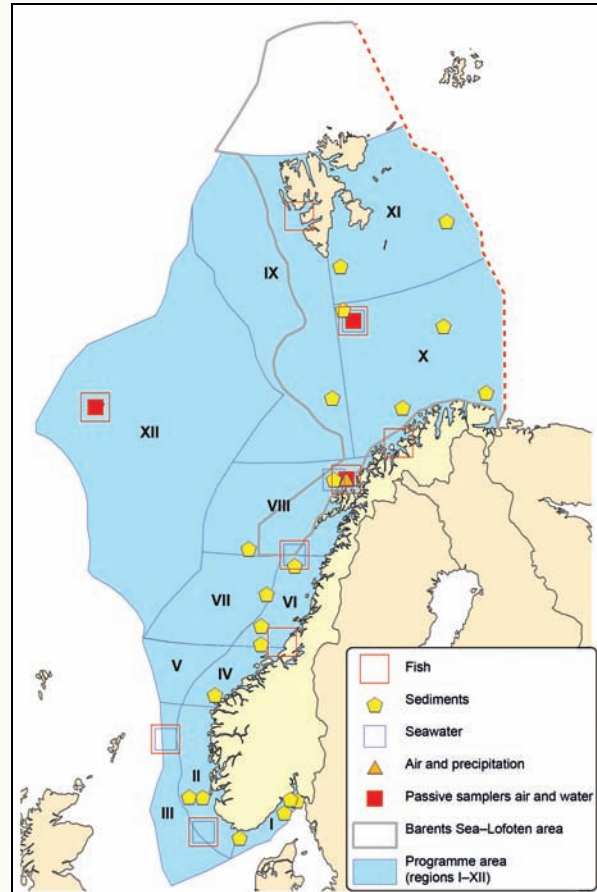 XI
IX
X
XII
VIII
VII
VI
V
IV
II
III
I
Fish
Sediments
Seawater
Air and precipitation
Passive samplers air and water
Barents Sea–Lofoten area
Programme area
(regions I–XII)